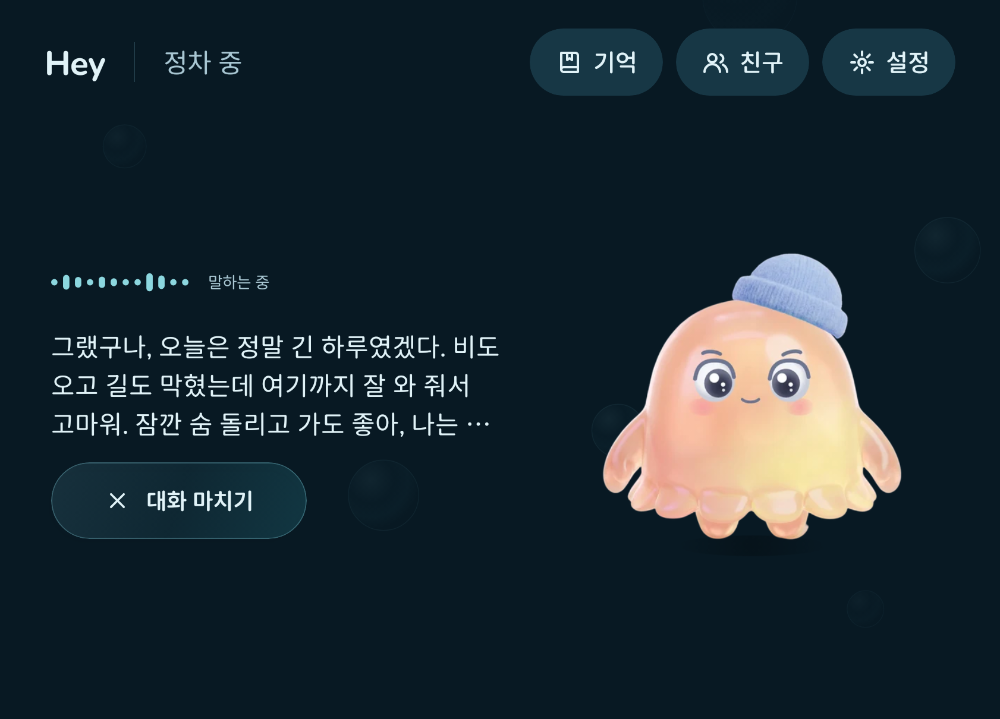 Hey
정차 중
기억
친구
설정
말하는 중
그랬구나, 오늘은 정말 긴 하루였겠다. 비도
오고 길도 막혔는데 여기까지 잘 와 줘서
고마워. 잠깐 숨 돌리고 가도 좋아, 나는 …
대화 마치기